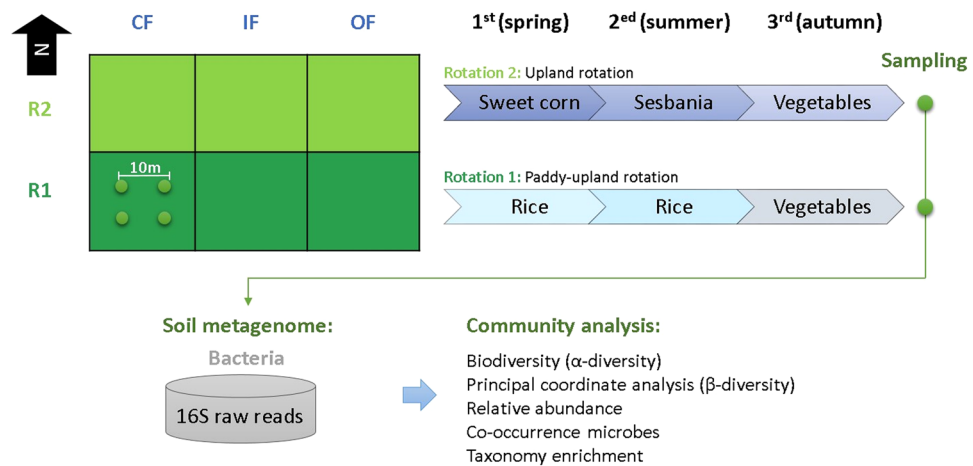 N
CF IF OF
R2
R1
10m
1st (spring) 2ed (summer) 3rd (autumn)
Sampling
Rotation 2: Upland rotation
Sweet corn Sesbania Vegetables
Rotation 1: Paddy-upland rotation
Rice Rice Vegetables
Soil metagenome:
Bacteria
16S raw reads
Community analysis:
Biodiversity (α-diversity)
Principal coordinate analysis (β-diversity)
Relative abundance
Co-occurrence microbes
Taxonomy enrichment